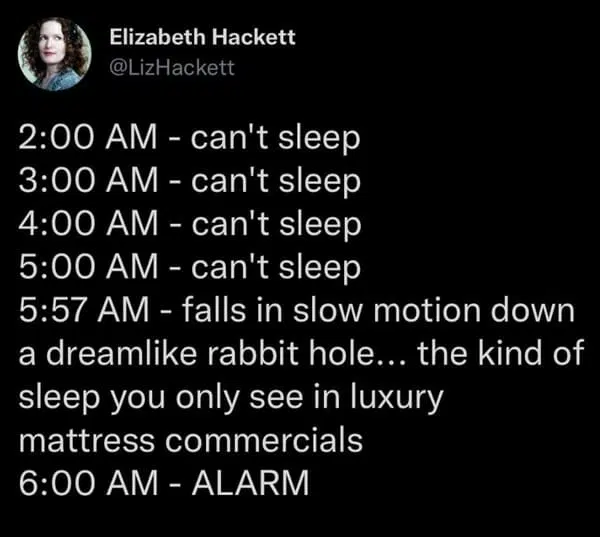 Elizabeth Hackett
@LizHackett
2:00 AM - can't sleep
3:00 AM - can't sleep
4:00 AM - can't sleep
5:00 AM - can't sleep
5:57 AM - falls in slow motion down
a dreamlike rabbit hole... the kind of
sleep you only see in luxury
mattress commercials
6:00 AM - ALARM